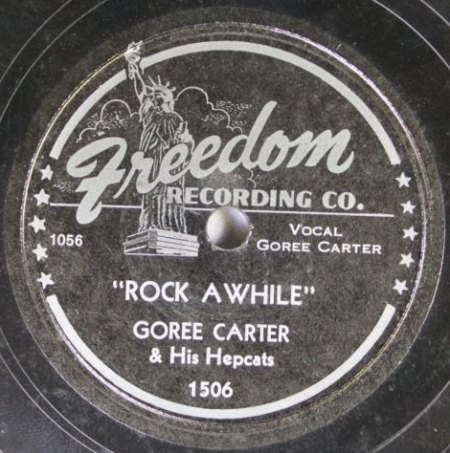 Freedom
RECORDING CO.
1056
VOCAL
GOREE CARTER
"ROCK AWHILE"
GOREE CARTER
& His Hepcats
1506